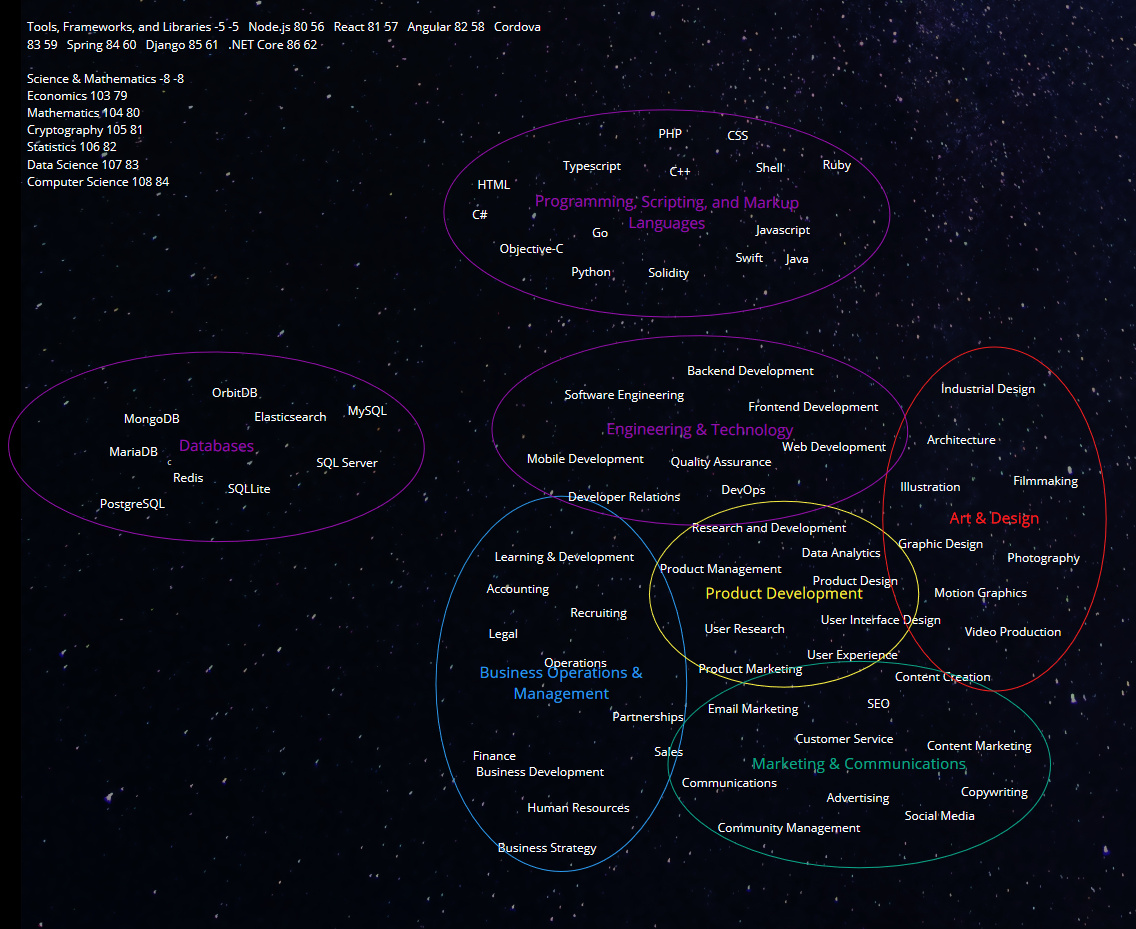 Tools, Frameworks, and Libraries -5 -5 Node.js 80 56 React 81 57 Angular 82 58 Cordova
83 59 Spring 84 60 Django 85 61 .NET Core 86 62
Science & Mathematics -8 -8
Economics 103 79
Mathematics 104 80
Cryptography 105 81
Statistics 106 82
Data Science 107 83
Computer Science 108 84
PHP
CSS
Typescript
C++
Shell
Ruby
HTML
Programming, Scripting, and Markup
Languages
C#
Go
Javascript
Objective-C
Swift
Java
Python
Solidity
OrbitDB
MongoDB
Elasticsearch
MySQL
MariaDB
Databases
c
SQL Server
Redis
SQLLite
PostgreSQL
Backend Development
Software Engineering
Frontend Development
Engineering & Technology
Web Development
Mobile Development
Quality Assurance
Developer Relations
DevOps
Industrial Design
Architecture
Illustration
Filmmaking
Art & Design
Graphic Design
Photography
Motion Graphics
Video Production
Research and Development
Data Analytics
Product Management
Product Design
Product Development
User Interface Design
User Research
User Experience
Product Marketing
Learning & Development
Accounting
Recruiting
Legal
Operations
Business Operations &
Management
Partnerships
Sales
Finance
Business Development
Human Resources
Business Strategy
Content Creation
Email Marketing
SEO
Customer Service
Content Marketing
Marketing & Communications
Communications
Advertising
Copywriting
Social Media
Community Management